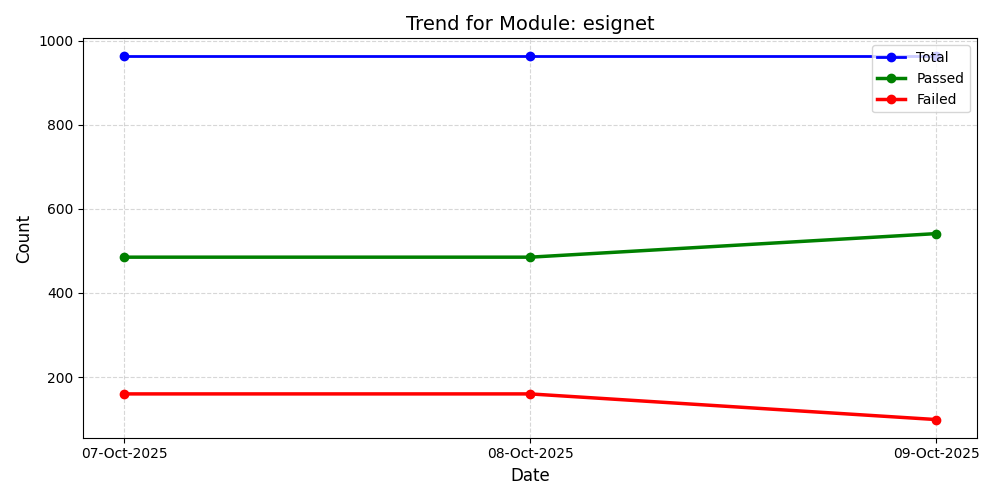 Trend for Module: esignet
1000
800
600
400
200
Count
Total
Passed
Failed
07-Oct-2025
08-Oct-2025
09-Oct-2025
Date